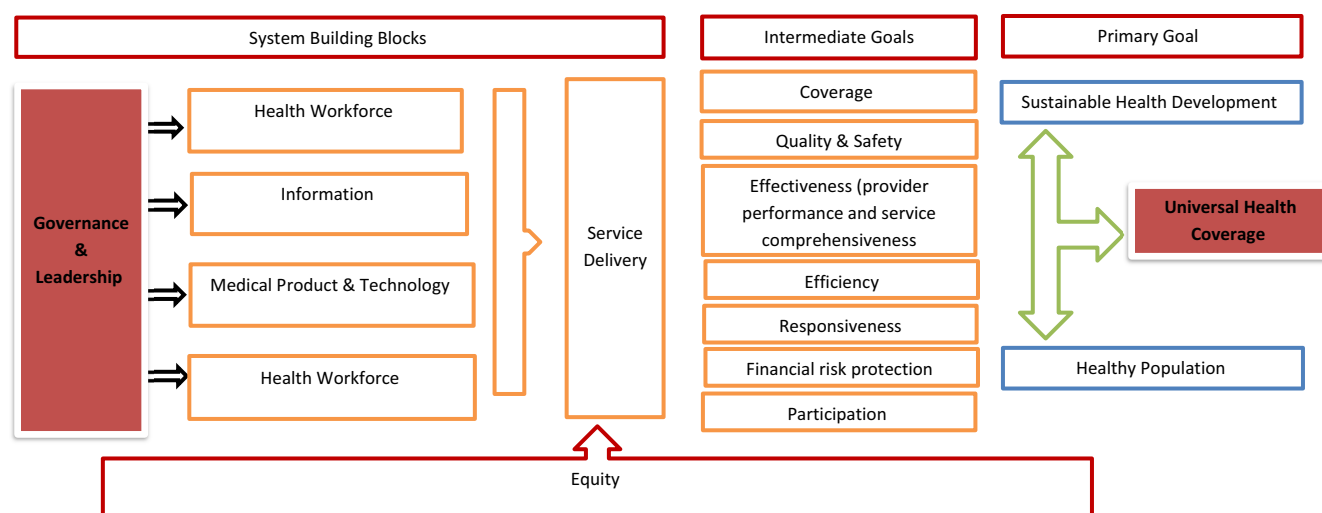 System Building Blocks
Intermediate Goals
Primary Goal
Governance
&
Leadership
Health Workforce
Information
Medical Product & Technology
Health Workforce
Service
Delivery
Coverage
Quality & Safety
Effectiveness (provider
performance and service
comprehensiveness
Efficiency
Responsiveness
Financial risk protection
Participation
Sustainable Health Development
Universal Health
Coverage
Healthy Population
Equity